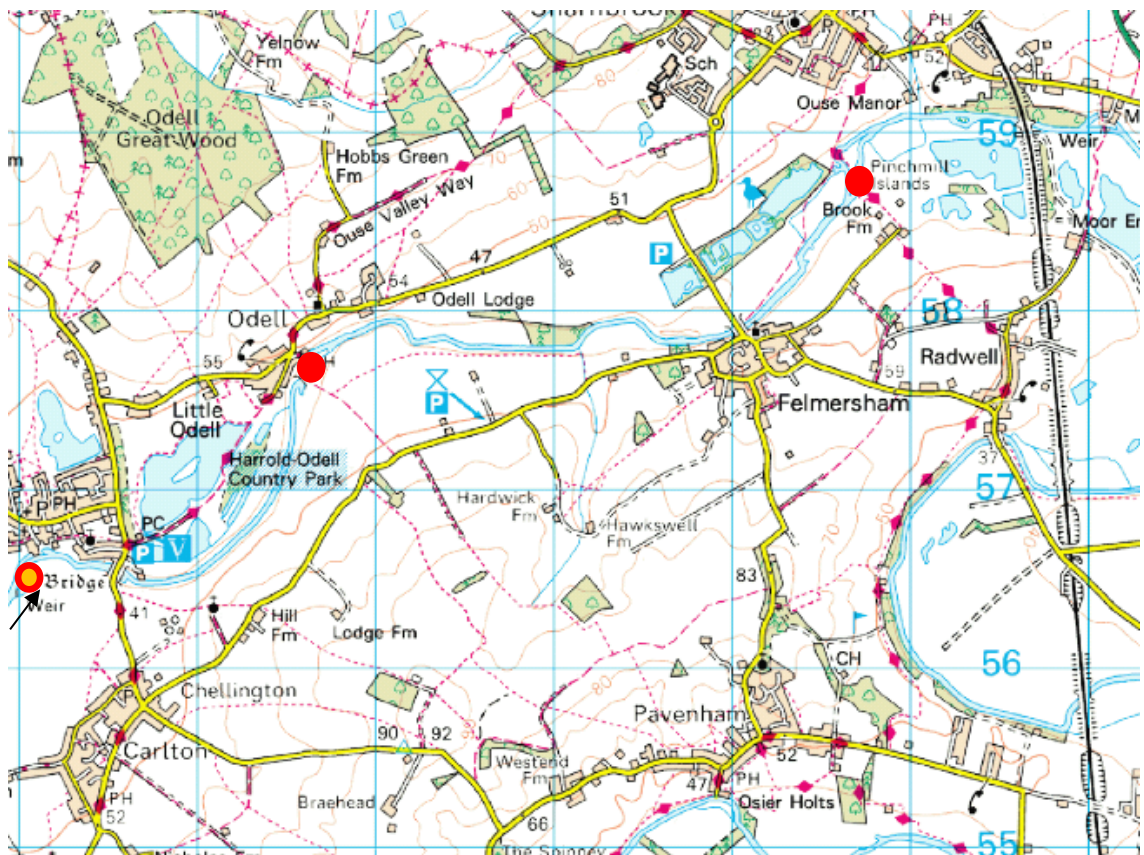 Yelnow
Fm
Sch
PH
PH
52
Ouse Manor
Odell
Great Wood
59
Weir
Hobbs Green
Fm
Pinchmill
Islands
Ouse Valley Way
80
70
60
50
51
47
54
Brook
Fm
P
Odell Lodge
58
Odell
55
Radwell
59
Felmersham
P
Little
Odell
37
Harrold-Odell
Country Park
57
P
PH
PC
P V
Hardwick
Fm
Hawkswell
Fm
50
70
Bridge
Weir
83
41
Hill
Fm
Lodge Fm
CH
56
P
Chellington
80
Pavenham
90
92
Carlton
Westend
Fm
52
47
PH
Braehead
Osier Holts
PH
52
66
55
The Spinney